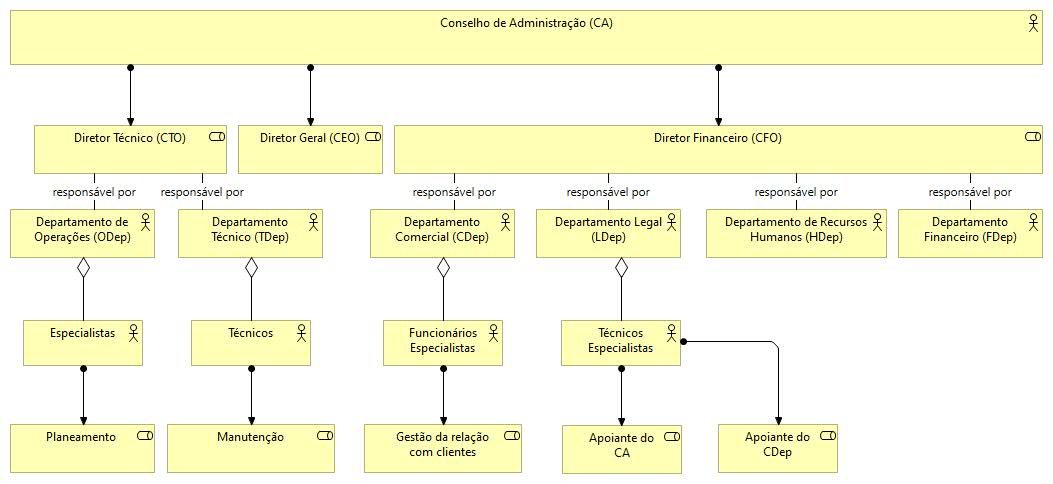 Conselho de Administração (CA)
Diretor Técnico (CTO)
Diretor Geral (CEO)
Diretor Financeiro (CFO)
responsável por
responsável por
responsável por
responsável por
responsável por
responsável por
Departamento de
Operações (ODep)
Departamento
Técnico (TDep)
Departamento
Comercial (CDep)
Departamento Legal
(LDep)
Departamento de Recursos
Humanos (HDep)
Departamento
Financeiro (FDep)
Especialistas
Técnicos
Funcionários
Especialistas
Técnicos
Especialistas
Planeamento
Manutenção
Gestão da relação
com clientes
Apoiante do
CA
Apoiante do
CDep